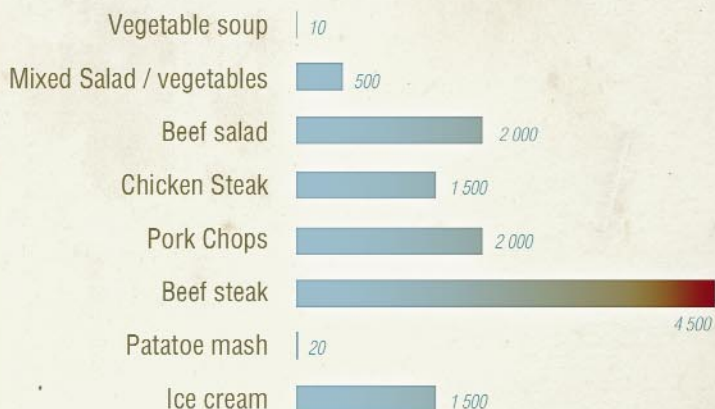 Vegetable soup 10
Mixed Salad / vegetables 500
Beef salad 2 000
Chicken Steak 1 500
Pork Chops 2 000
Beef steak
4 500
Patatoe mash 20
Ice cream 1 500